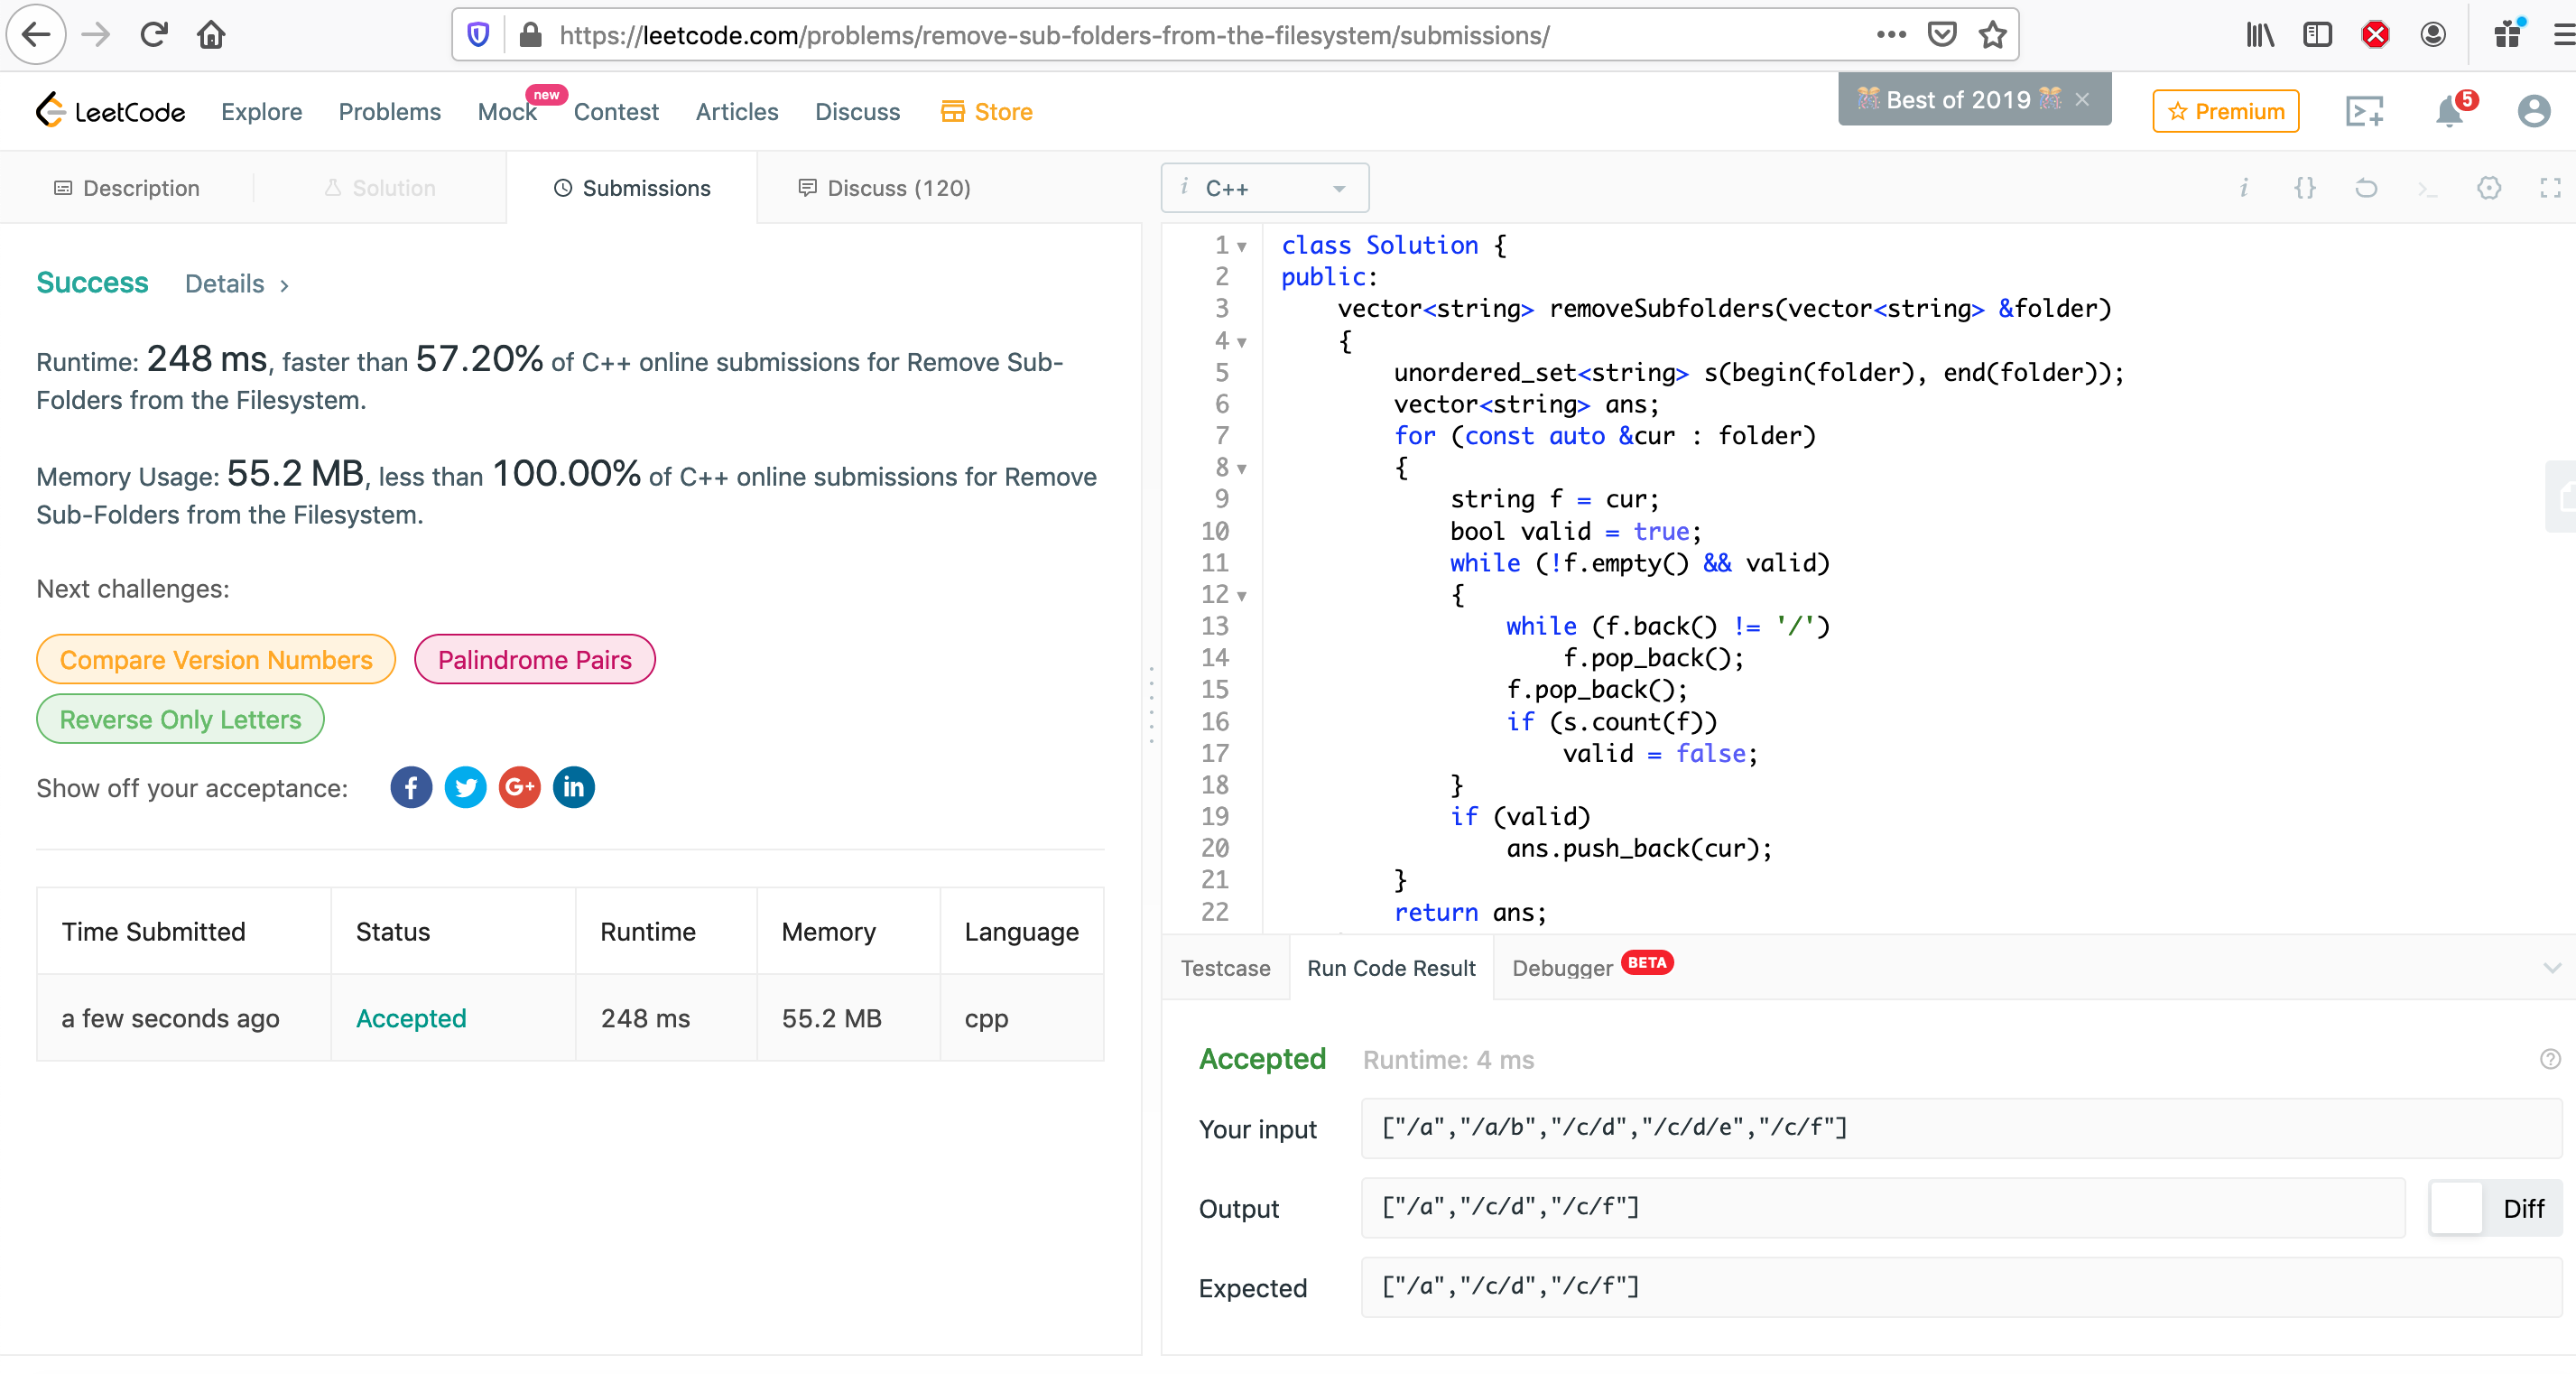 https://leetcode.com/problems/remove-sub-folders-from-the-filesystem/submissions/
LeetCode Explore Problems Mock new Contest Articles Discuss Store Best of 2019 Premium 5
Description Solution Submissions Discuss (120)
Success Details
Runtime: 248 ms, faster than 57.20% of C++ online submissions for Remove Sub-
Folders from the Filesystem.
Memory Usage: 55.2 MB, less than 100.00% of C++ online submissions for Remove
Sub-Folders from the Filesystem.
Next challenges:
Compare Version Numbers Palindrome Pairs
Reverse Only Letters
Show off your acceptance: f G+ in
Time Submitted Status Runtime Memory Language
a few seconds ago Accepted 248 ms 55.2 MB cpp
i C++
1 class Solution {
2 public:
3 vector<string> removeSubfolders(vector<string> &folder)
4 {
5 unordered_set<string> s(begin(folder), end(folder));
6 vector<string> ans;
7 for (const auto &cur : folder)
8 {
9 string f = cur;
10 bool valid = true;
11 while (!f.empty() && valid)
12 {
13 while (f.back() != '/')
14 f.pop_back();
15 f.pop_back();
16 if (s.count(f))
17 valid = false;
18 }
19 if (valid)
20 ans.push_back(cur);
21 }
22 return ans;
Testcase Run Code Result Debugger BETA
Accepted Runtime: 4 ms
Your input ["/a","/a/b","/c/d","/c/d/e","/c/f"]
Output ["/a","/c/d","/c/f"] Diff
Expected ["/a","/c/d","/c/f"]